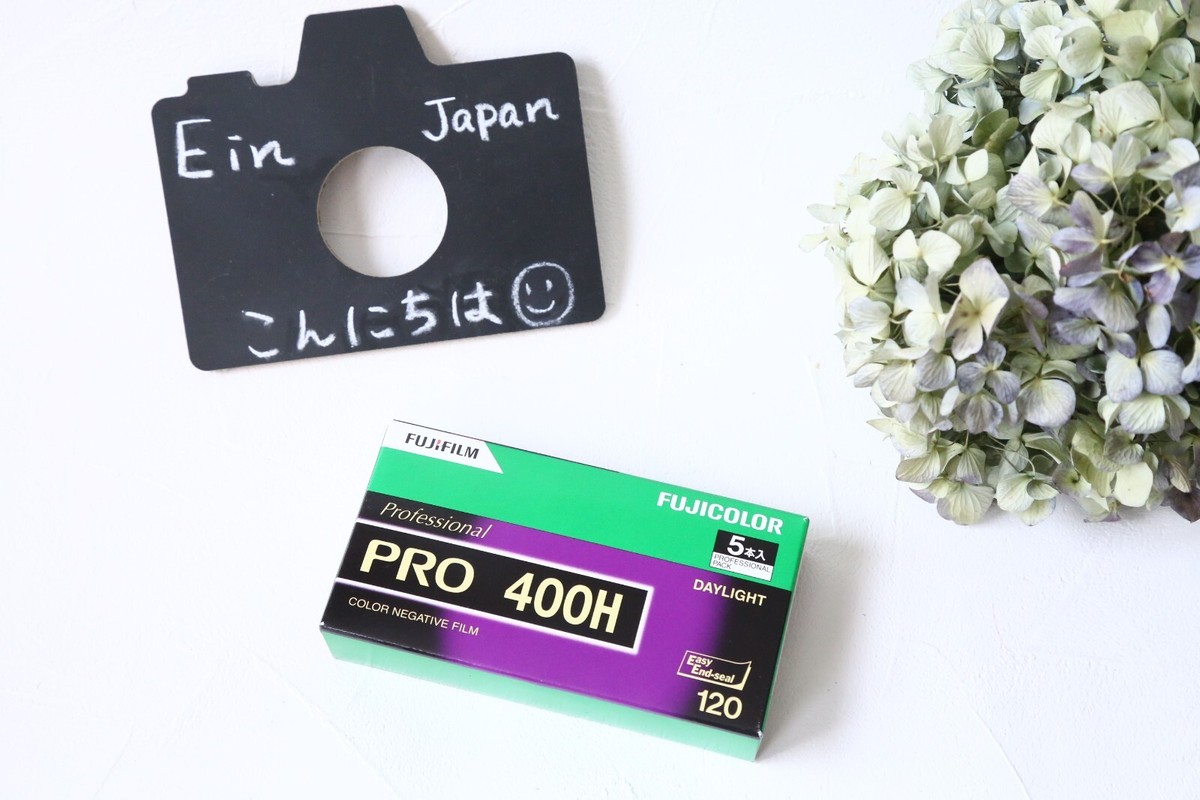 Ein Japan
こんにちは
FUJIFILM
FUJICOLOR
5本入
PROFESSIONAL
PACK
Professional
PRO 400H
DAYLIGHT
COLOR NEGATIVE FILM
Easy
End-seal
120